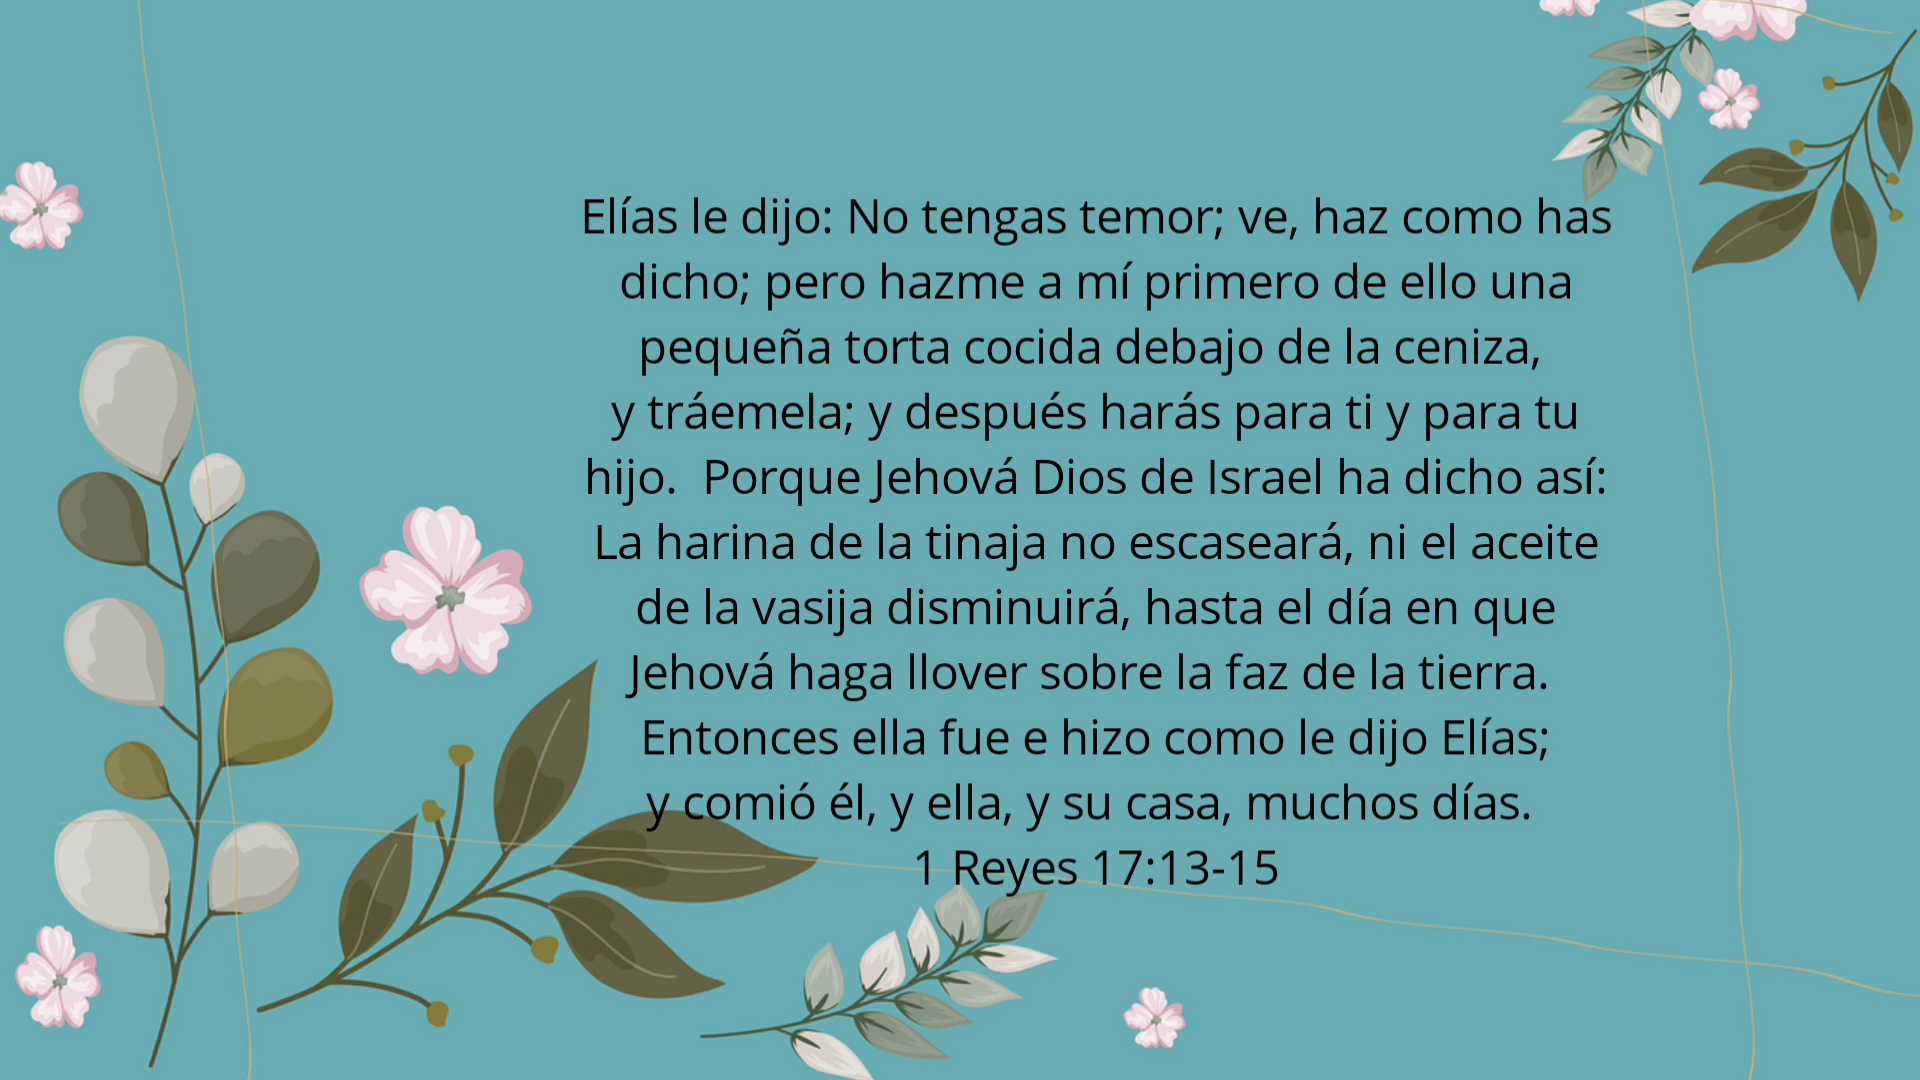 Elías le dijo: No tengas temor; ve, haz como has
dicho; pero hazme a mí primero de ello una
pequeña torta cocida debajo de la ceniza,
y tráemela; y después harás para ti y para tu
hijo.  Porque Jehová Dios de Israel ha dicho así:
La harina de la tinaja no escaseará, ni el aceite
de la vasija disminuirá, hasta el día en que
Jehová haga llover sobre la faz de la tierra.
Entonces ella fue e hizo como le dijo Elías;
y comió él, y ella, y su casa, muchos días.
1 Reyes 17:13-15